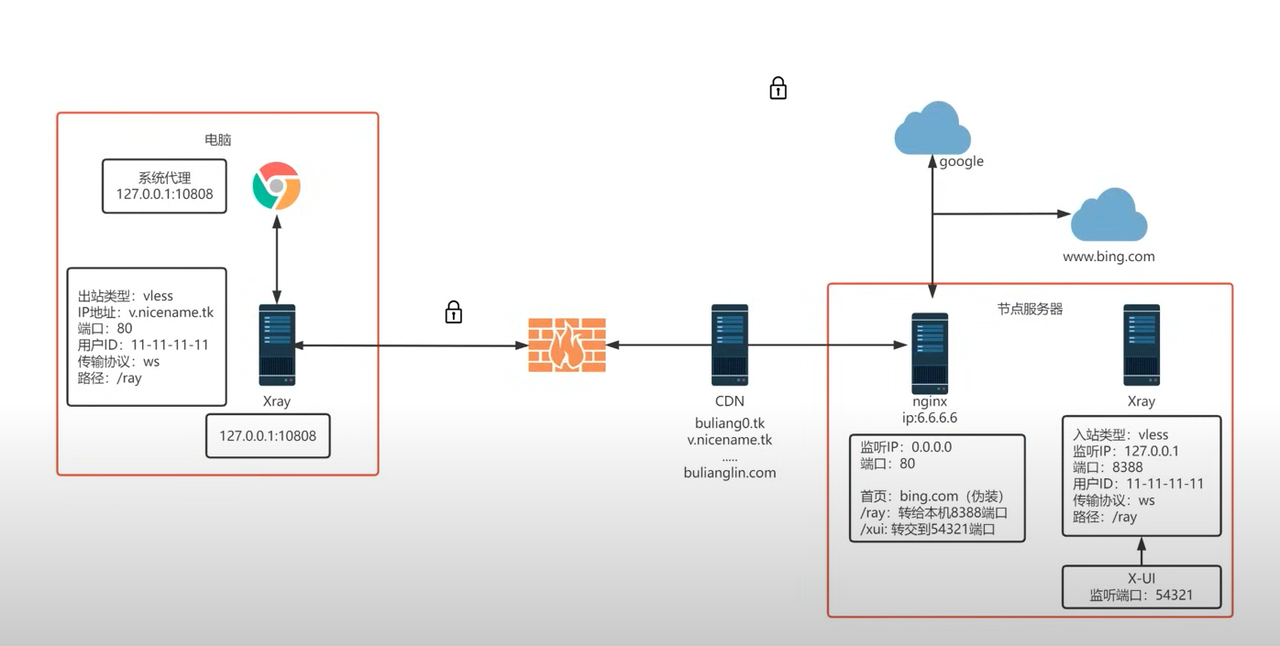 电脑
系统代理
127.0.0.1:10808
出站类型：vless
IP地址：v.nicename.tk
端口：80
用户ID：11-11-11-11
传输协议：ws
路径：/ray
Xray
127.0.0.1:10808
CDN
buliang0.tk
v.nicename.tk
.....
bulianglin.com
google
www.bing.com
节点服务器
nginx
ip:6.6.6.6
监听IP：0.0.0.0
端口：80
首页：bing.com（伪装）
/ray：转给本机8388端口
/xui: 转交到54321端口
Xray
入站类型：vless
监听IP：127.0.0.1
端口：8388
用户ID：11-11-11-11
传输协议：ws
路径：/ray
X-UI
监听端口：54321